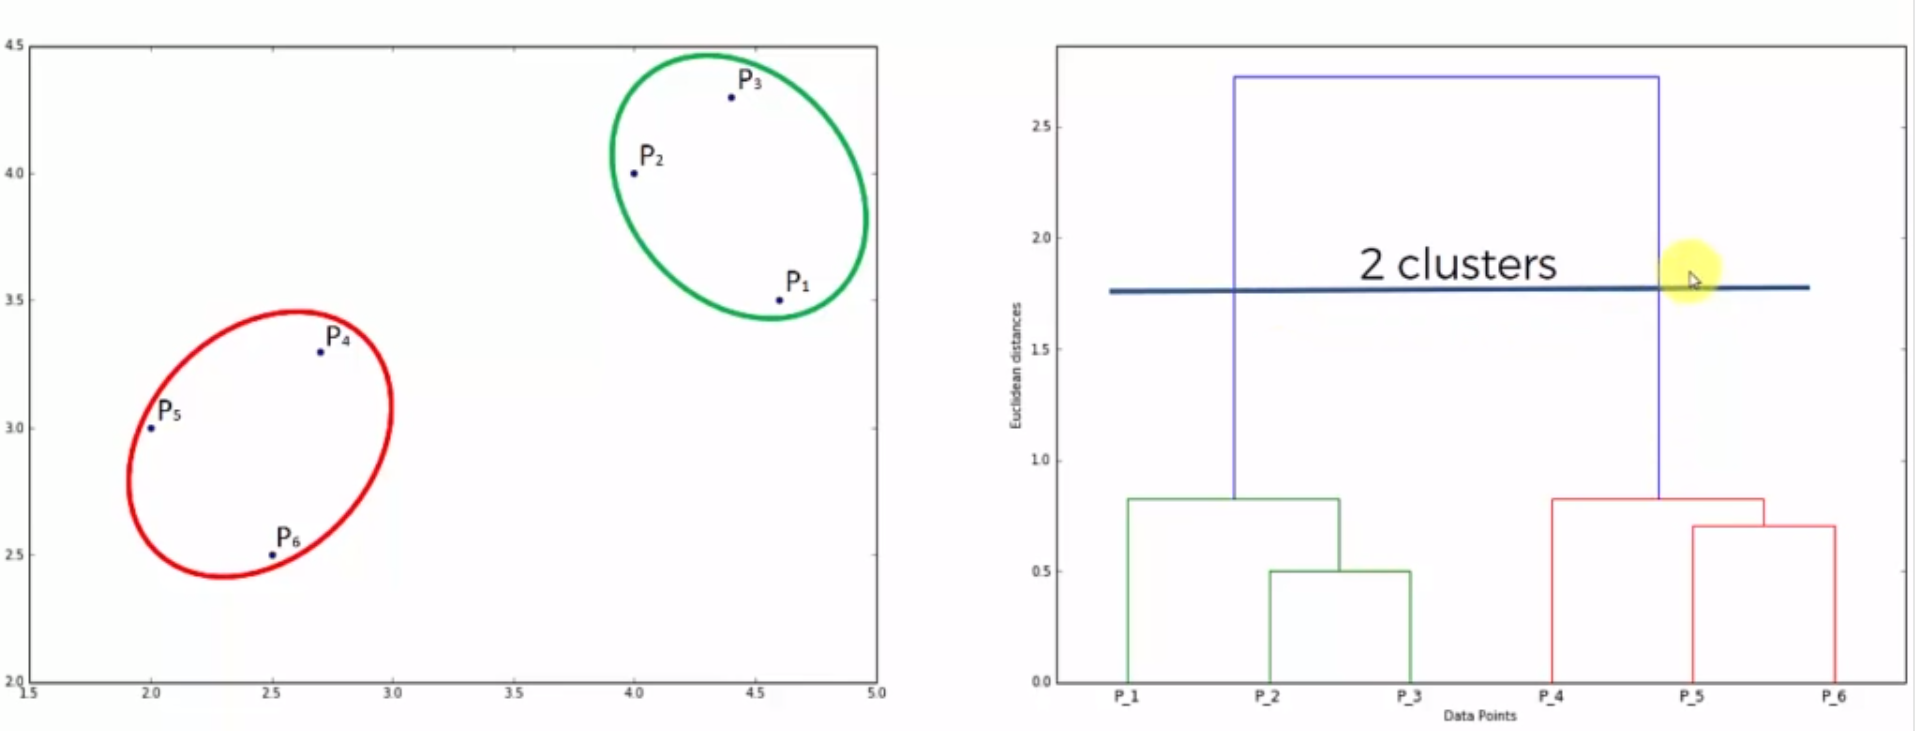 4.5
P3
4.0
P2
3.5
P1
P4
3.0
P5
2.5
P6
2.0
1.5 2.0 2.5 3.0 3.5 4.0 4.5 5.0
2.5
2.0
2 clusters
1.5
Euclidean distances
1.0
0.5
0.0
P_1 P_2 P_3 P_4 P_5 P_6
Data Points